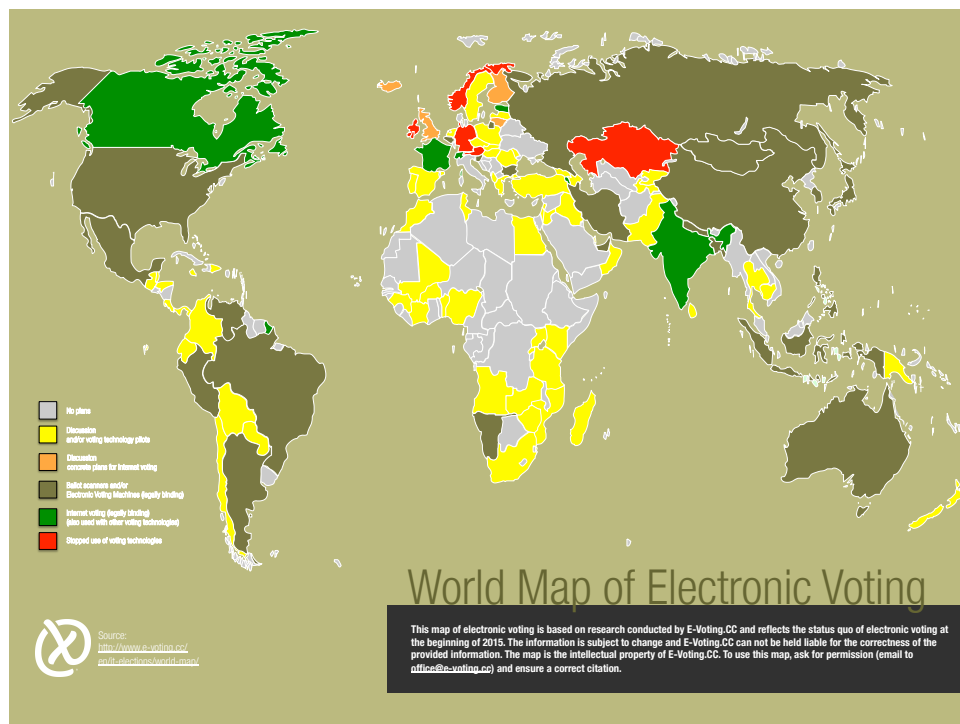 No plans
Discussion
and/or voting technology pilots
Discussion
concrete plans for Internet voting
Ballot scanners and/or
Electronic Voting Machines (legally binding)
Internet voting (legally binding)
(also used with other voting technologies)
Stopped use of voting technologies
World Map of Electronic Voting
Source:
http://www.e-voting.cc/
en/it-elections/world-map/
This map of electronic voting is based on research conducted by E-Voting.CC and reflects the status quo of electronic voting at
the beginning of 2015. The information is subject to change and E-Voting.CC can not be held liable for the correctness of the
provided information. The map is the intellectual property of E-Voting.CC. To use this map, ask for permission (email to
office@e-voting.cc) and ensure a correct citation.